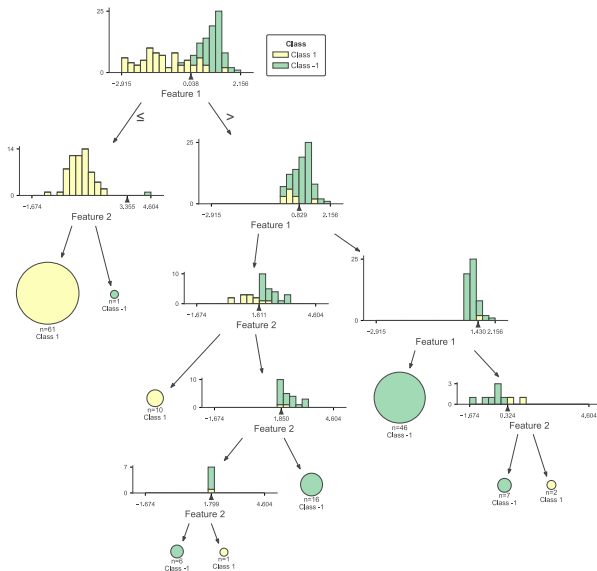 25
0
−2.915
0.038
2.156
Feature 1
Class
Class 1
Class -1
≤
>
14
0
−1.674
3.355
4.604
Feature 2
25
0
−2.915
0.829
2.156
Feature 1
n=61
Class 1
n=1
Class -1
10
0
−1.674
1.611
4.604
Feature 2
25
0
−2.915
1.430
2.156
Feature 1
n=10
Class 1
10
0
−1.674
1.850
4.604
Feature 2
n=46
Class -1
3
0
−1.674
0.324
4.604
Feature 2
7
0
−1.674
1.799
4.604
Feature 2
n=16
Class -1
n=7
Class -1
n=2
Class 1
n=6
Class -1
n=1
Class 1